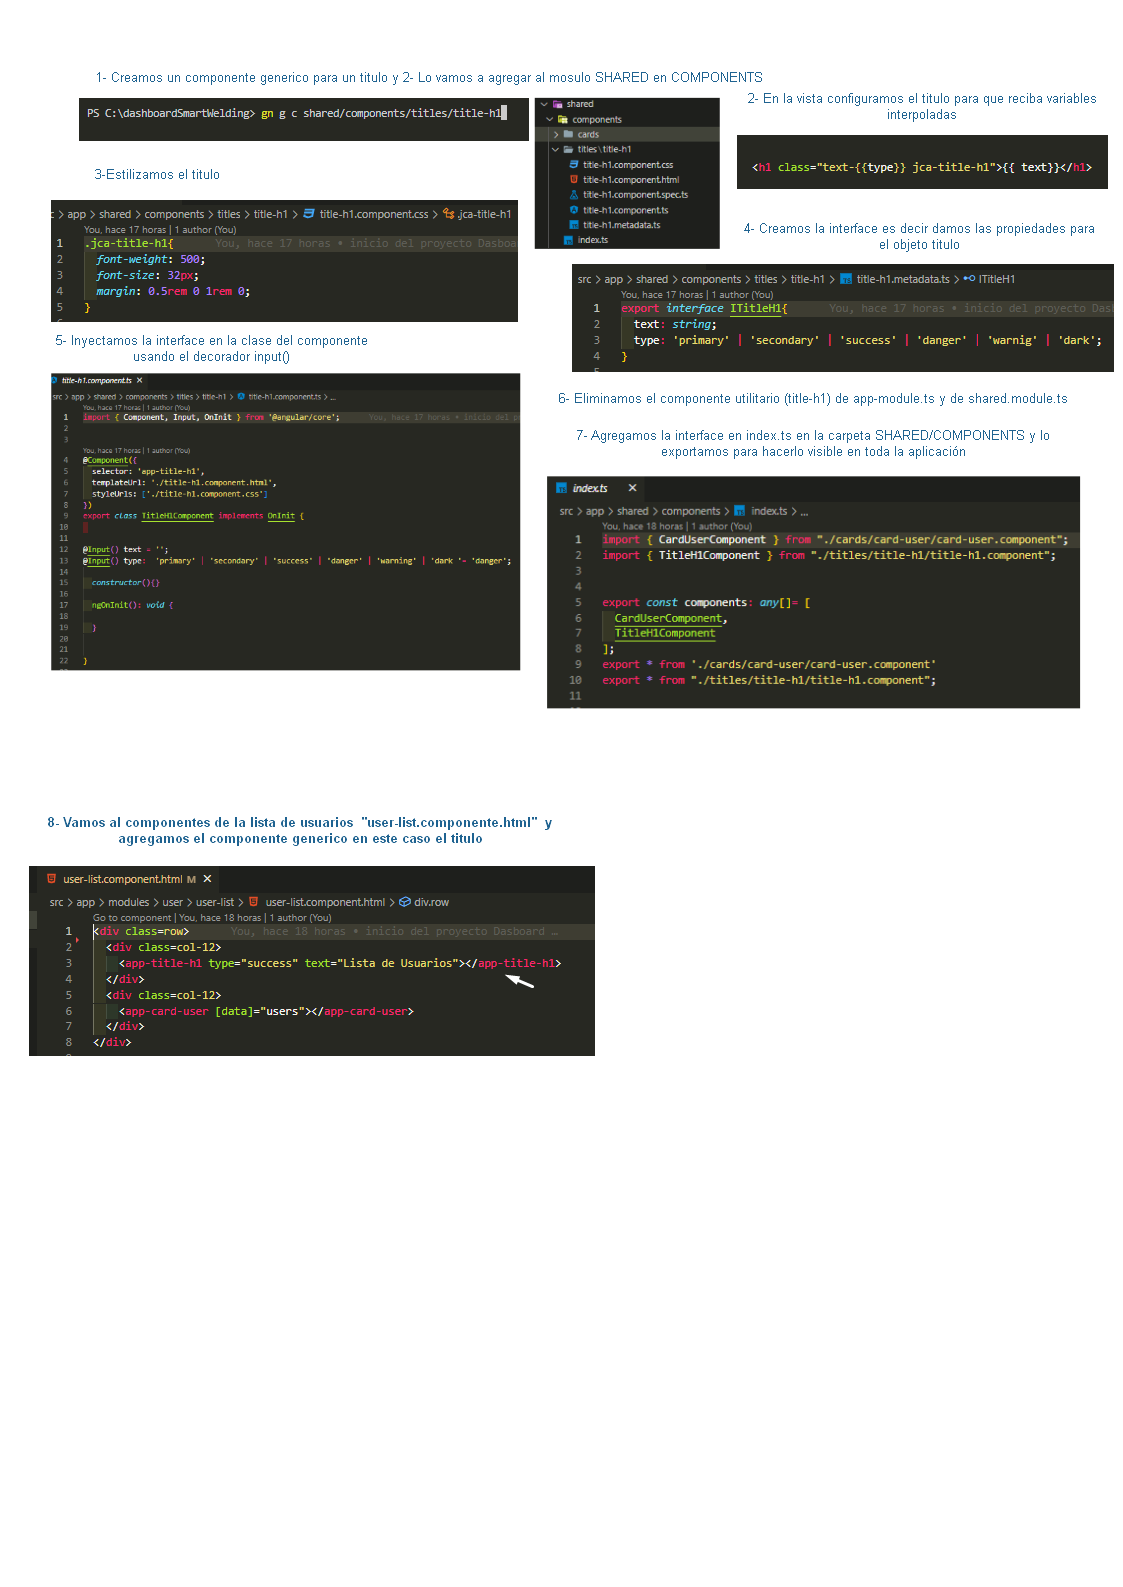 1- Creamos un componente generico para un titulo y 2- Lo vamos a agregar al mosulo SHARED en COMPONENTS
PS C:\dashboardSmartWelding> gn g c shared/components/titles/title-h1
shared
components
cards
titles\title-h1
title-h1.component.css
title-h1.component.html
title-h1.component.spec.ts
title-h1.component.ts
title-h1.metadata.ts
index.ts
2- En la vista configuramos el titulo para que reciba variables
interpoladas
<h1 class="text-{{type}} jca-title-h1">{{ text}}</h1>
3-Estilizamos el titulo
c > app > shared > components > titles > title-h1 > title-h1.component.css > .jca-title-h1
You, hace 17 horas | 1 author (You)
1 .jca-title-h1{ You, hace 17 horas • inicio del proyecto Dasboa
2 font-weight: 500;
3 font-size: 32px;
4 margin: 0.5rem 0 1rem 0;
5 }
4- Creamos la interface es decir damos las propiedades para
el objeto titulo
src > app > shared > components > titles > title-h1 > title-h1.metadata.ts > ITitleH1
You, hace 17 horas | 1 author (You)
1 export interface ITitleH1{ You, hace 17 horas • inicio del proyecto Das
2 text: string;
3 type: 'primary' | 'secondary' | 'success' | 'danger' | 'warnig' | 'dark';
4 }
5- Inyectamos la interface en la clase del componente
usando el decorador input()
title-h1.component.ts ×
src > app > shared > components > titles > title-h1 > title-h1.component.ts > ...
You, hace 17 horas | 1 author (You)
1 import { Component, Input, OnInit } from '@angular/core'; You, hace 17 horas • inicio del p
2
3
You, hace 17 horas | 1 author (You)
4 @Component({
5 selector: 'app-title-h1',
6 templateUrl: './title-h1.component.html',
7 styleUrls: ['./title-h1.component.css']
8 })
9 export class TitleH1Component implements OnInit {
10
11
12 @Input() text = '';
13 @Input() type: 'primary' | 'secondary' | 'success' | 'danger' | 'warning' | 'dark '= 'danger';
14
15 constructor(){}
16
17 ngOnInit(): void {
18
19 }
20
21
22 }
6- Eliminamos el componente utilitario (title-h1) de app-module.ts y de shared.module.ts
7- Agregamos la interface en index.ts en la carpeta SHARED/COMPONENTS y lo
exportamos para hacerlo visible en toda la aplicación
index.ts ×
src > app > shared > components > index.ts > ...
You, hace 18 horas | 1 author (You)
1 import { CardUserComponent } from "./cards/card-user/card-user.component";
2 import { TitleH1Component } from "./titles/title-h1/title-h1.component";
3
4
5 export const components: any[]= [
6 CardUserComponent,
7 TitleH1Component
8 ];
9 export * from './cards/card-user/card-user.component'
10 export * from "./titles/title-h1/title-h1.component";
11
8- Vamos al componentes de la lista de usuarios "user-list.componente.html" y
agregamos el componente generico en este caso el titulo
user-list.component.html M ×
src > app > modules > user > user-list > user-list.component.html > div.row
Go to component | You, hace 18 horas | 1 author (You)
1 <div class=row> You, hace 18 horas • inicio del proyecto Dasboard …
2 <div class=col-12>
3 <app-title-h1 type="success" text="Lista de Usuarios"></app-title-h1>
4 </div>
5 <div class=col-12>
6 <app-card-user [data]="users"></app-card-user>
7 </div>
8 </div>